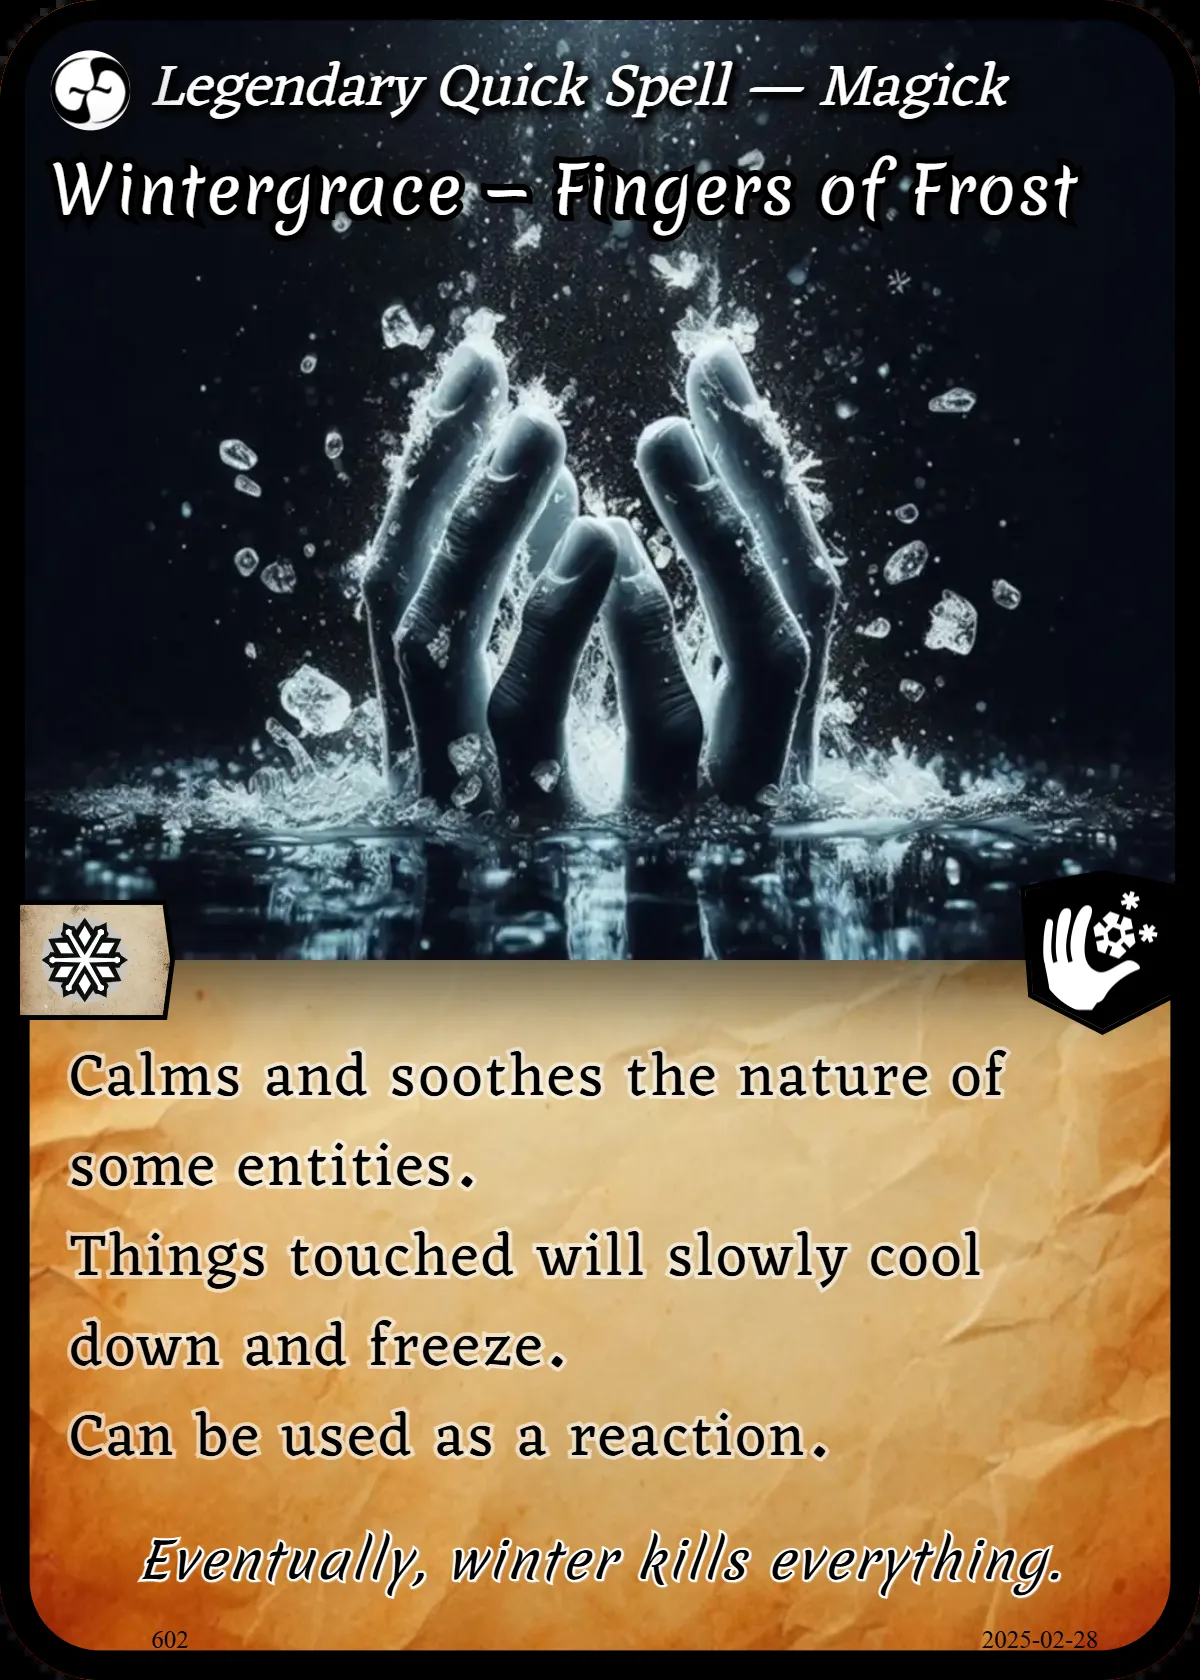 Legendary Quick Spell — Magick
Wintergrace – Fingers of Frost
Calms and soothes the nature of
some entities.
Things touched will slowly cool
down and freeze.
Can be used as a reaction.
Eventually, winter kills everything.
602
2025-02-28